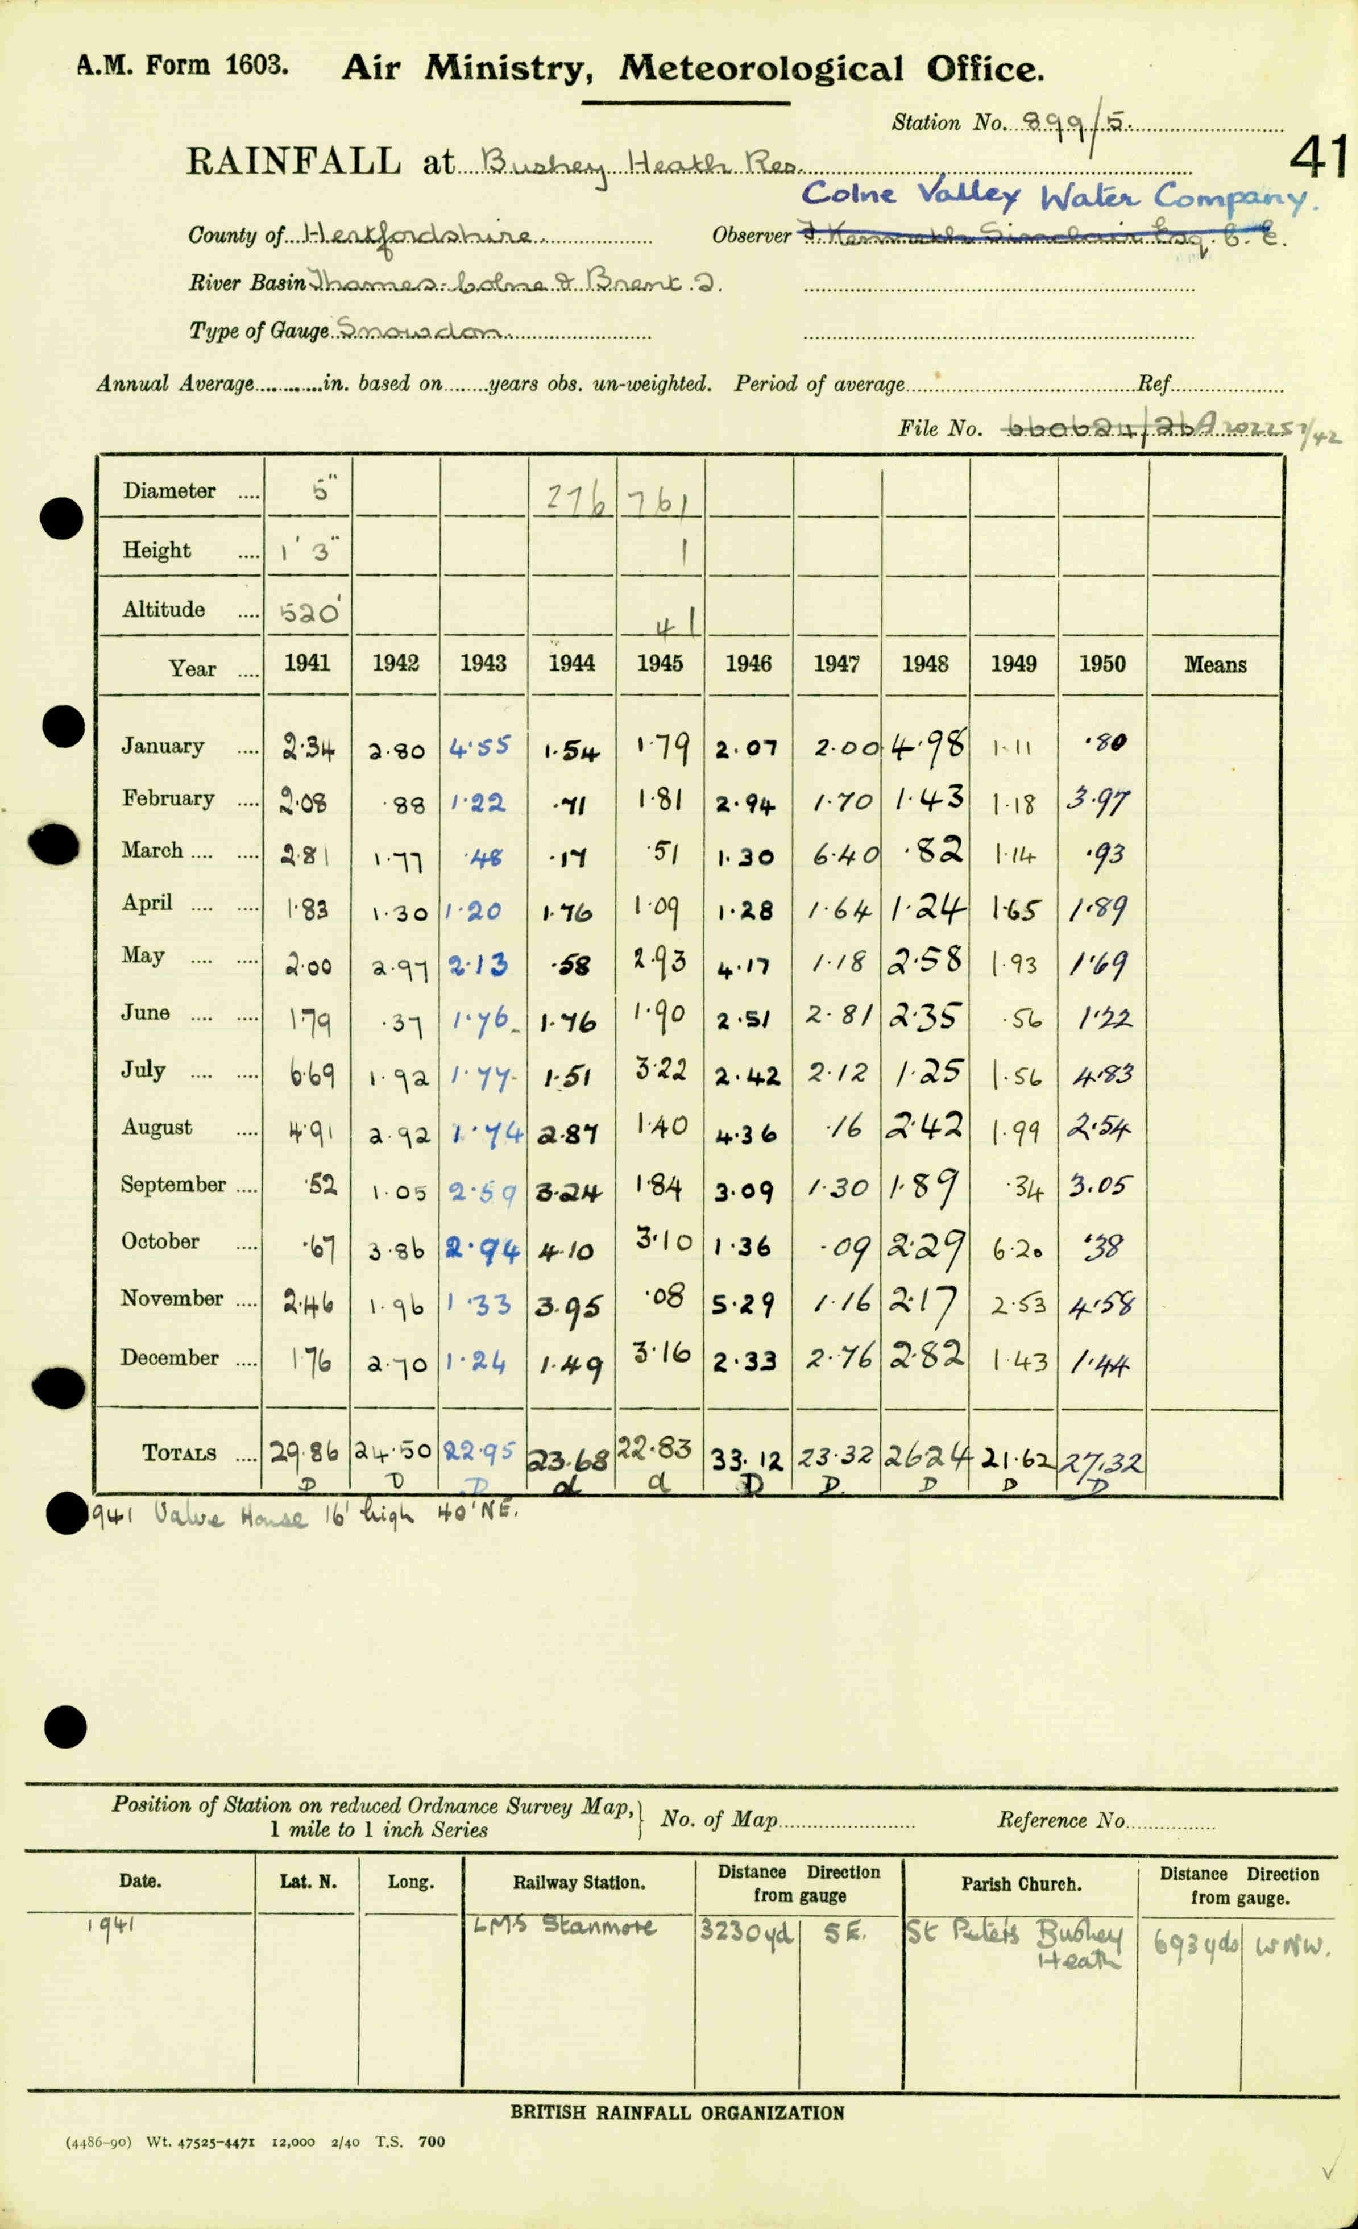 A.M. Form 1603. Air Ministry, Meteorological Office.
Station No. 899/5.
41
RAINFALL at Bushey Heath Res.
Colne Valley Water Company.
County of Hertfordshire. Observer Sinclair Esq. C. E.
River Basin Thames: Colne & Brent. 2.
Type of Gauge Snowdon.
Annual Average in. based on years obs. un-weighted. Period of average Ref.
File No. 660624/26
Diameter 5" 276 761
Height 1' 3" 1
Altitude 520' 41
Year 1941 1942 1943 1944 1945 1946 1947 1948 1949 1950 Means
January 2.34 2.80 4.55 1.54 1.79 2.07 2.00 4.98 1.11 .80
February 2.08 .88 1.22 .71 1.81 2.94 1.70 1.43 1.18 3.97
March 2.81 1.77 .48 .17 .51 1.30 6.40 .82 1.14 .93
April 1.83 1.30 1.20 1.76 1.09 1.28 1.64 1.24 1.65 1.89
May 2.00 2.97 2.13 .58 2.93 4.17 1.18 2.58 1.93 1.69
June 1.79 .37 1.76 1.76 1.90 2.51 2.81 2.35 .56 1.22
July 6.69 1.92 1.77 1.51 3.22 2.42 2.12 1.25 1.56 4.83
August 4.91 2.92 1.74 2.87 1.40 4.36 .16 2.42 1.99 2.54
September .52 1.05 2.59 3.24 1.84 3.09 1.30 1.89 .34 3.05
October .67 3.86 2.94 4.10 3.10 1.36 .09 2.29 6.20 .38
November 2.46 1.96 1.33 3.95 .08 5.29 1.16 2.17 2.53 4.58
December 1.76 2.70 1.24 1.49 3.16 2.33 2.76 2.82 1.43 1.44
TOTALS 29.86 24.50 22.95 23.68 22.83 33.12 23.32 26.24 21.62 27.32
D D D d d D D. D D D
1941 Valve House 16' high 40' NE.
Position of Station on reduced Ordnance Survey Map, 1 mile to 1 inch Series } No. of Map Reference No.
Date. Lat. N. Long. Railway Station. Distance Direction from gauge Parish Church. Distance Direction from gauge.
1941 LMS Stanmore 3230yd SE. St Peters Bushey Heath 693yds WNW.
BRITISH RAINFALL ORGANIZATION
(4486-90) Wt. 47525-4471 12,000 2/40 T.S. 700